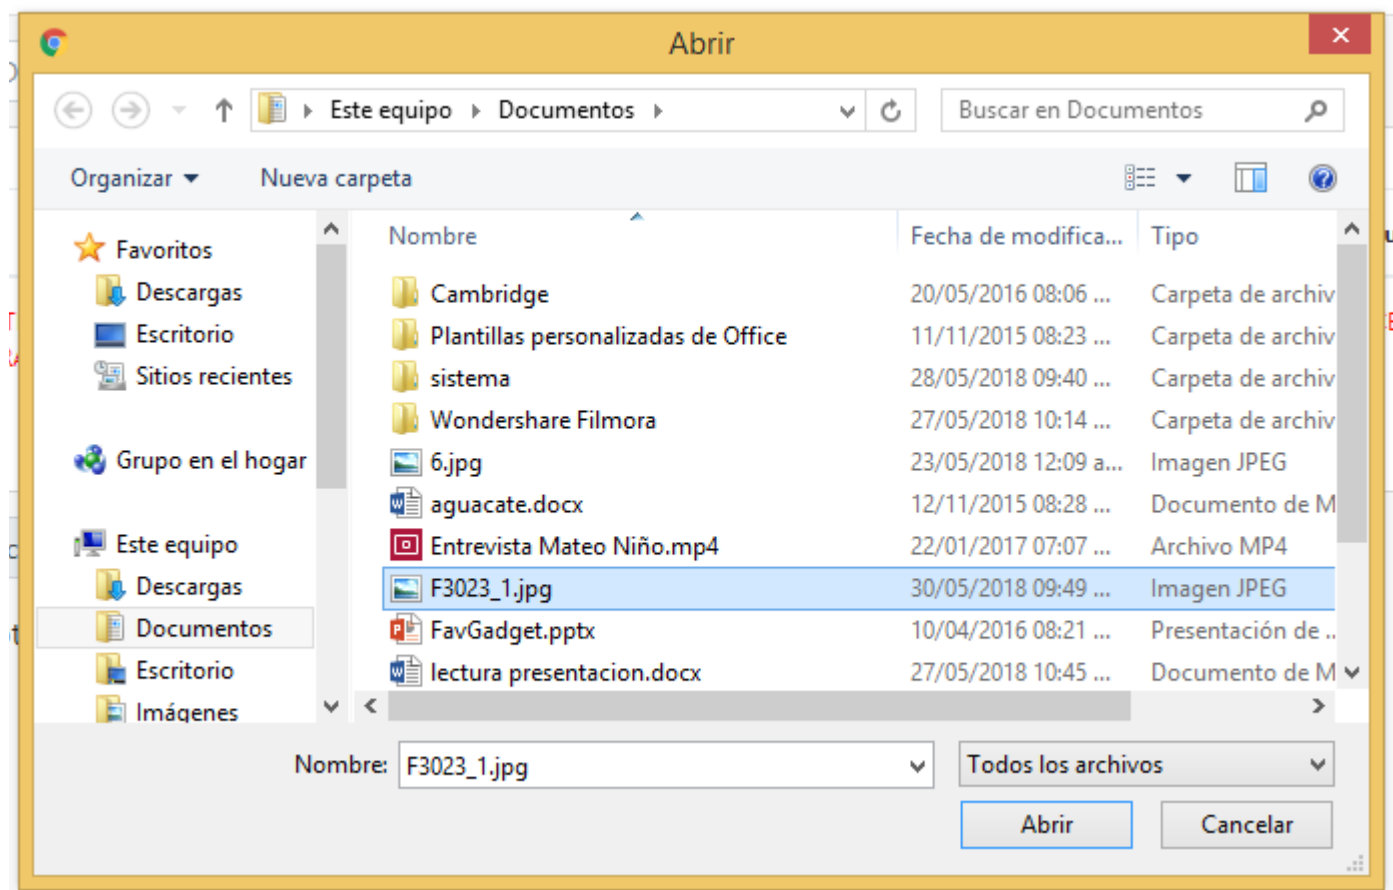 Abrir
Este equipo Documentos
Buscar en Documentos
Organizar
Nueva carpeta
Favoritos
Descargas
Escritorio
Sitios recientes
Grupo en el hogar
Este equipo
Descargas
Documentos
Escritorio
Imágenes
Nombre Fecha de modifica... Tipo
Cambridge 20/05/2016 08:06 ... Carpeta de archiv
Plantillas personalizadas de Office 11/11/2015 08:23 ... Carpeta de archiv
sistema 28/05/2018 09:40 ... Carpeta de archiv
Wondershare Filmora 27/05/2018 10:14 ... Carpeta de archiv
6.jpg 23/05/2018 12:09 a... Imagen JPEG
aguacate.docx 12/11/2015 08:28 ... Documento de M
Entrevista Mateo Niño.mp4 22/01/2017 07:07 ... Archivo MP4
F3023_1.jpg 30/05/2018 09:49 ... Imagen JPEG
FavGadget.pptx 10/04/2016 08:21 ... Presentación de ..
lectura presentacion.docx 27/05/2018 10:45 ... Documento de M
Nombre: F3023_1.jpg
Todos los archivos
Abrir
Cancelar